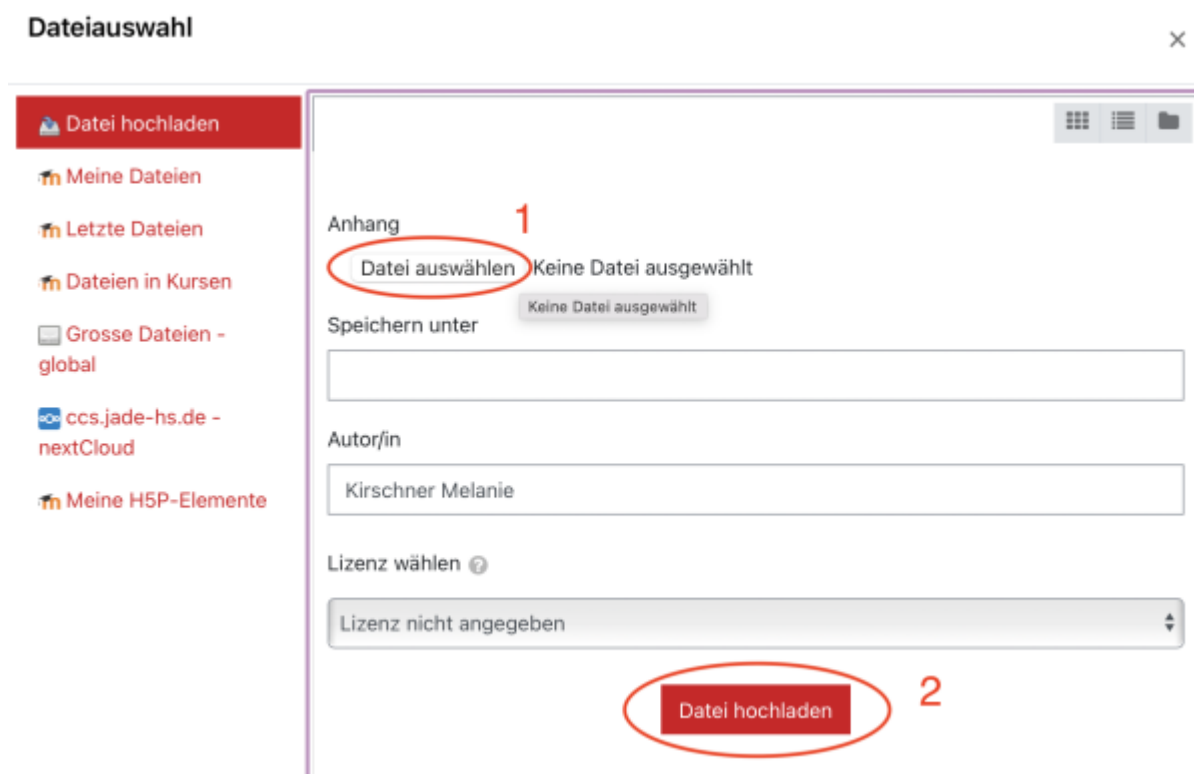 Dateiauswahl
×
Datei hochladen
Meine Dateien
Letzte Dateien
Dateien in Kursen
Grosse Dateien -
global
ccs.jade-hs.de -
nextCloud
Meine H5P-Elemente
Anhang
1
Datei auswählen Keine Datei ausgewählt
Keine Datei ausgewählt
Speichern unter
Autor/in
Kirschner Melanie
Lizenz wählen ?
Lizenz nicht angegeben
Datei hochladen
2